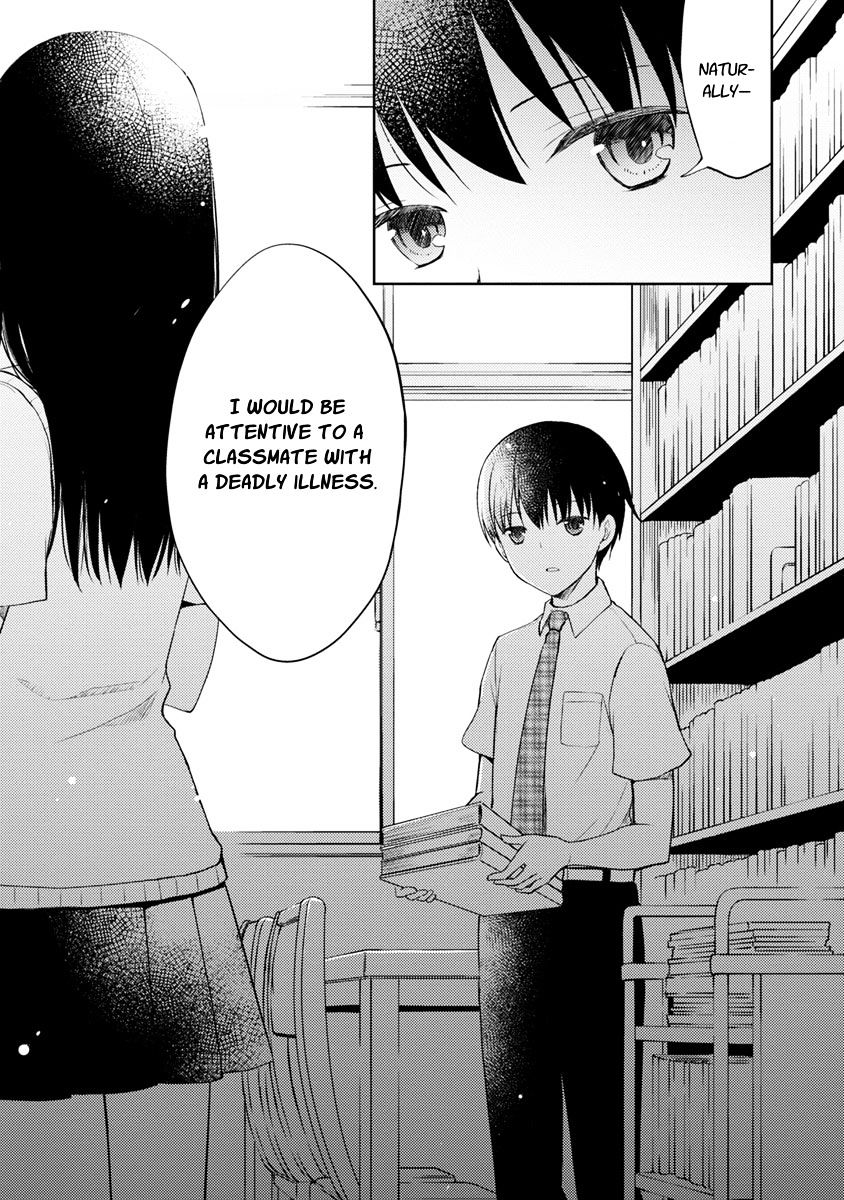 NATUR-
ALLY—
I WOULD BE
ATTENTIVE TO A
CLASSMATE WITH
A DEADLY ILLNESS.